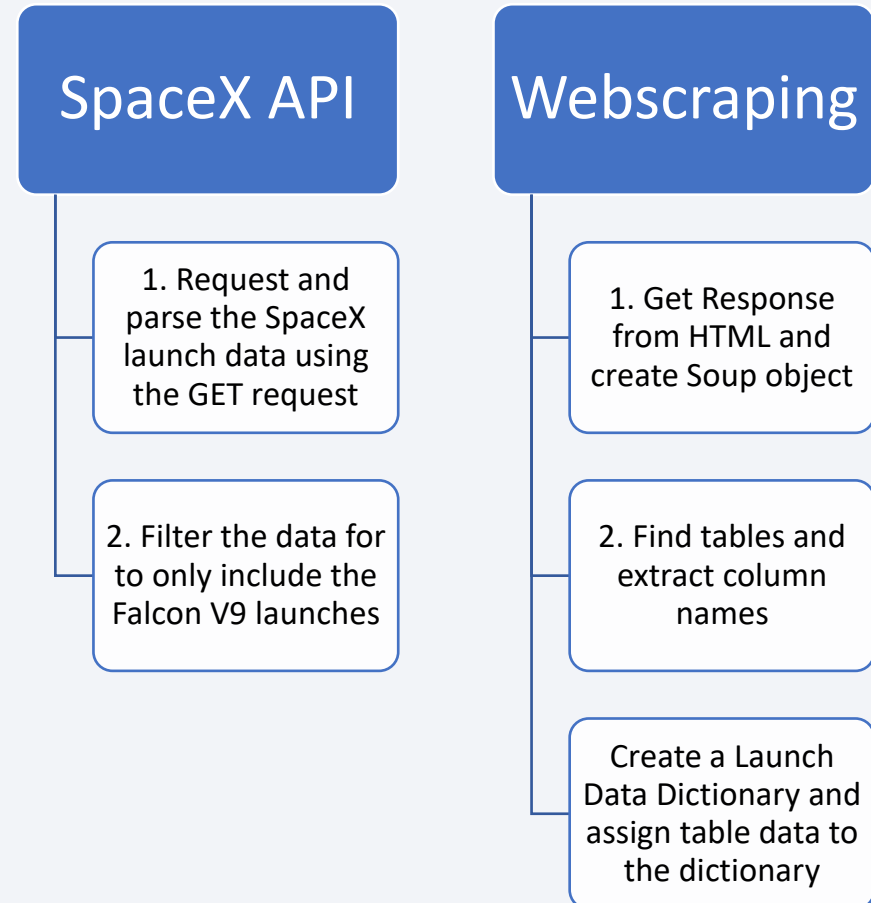 SpaceX API
1. Request and
parse the SpaceX
launch data using
the GET request
2. Filter the data for
to only include the
Falcon V9 launches
Webscraping
1. Get Response
from HTML and
create Soup object
2. Find tables and
extract column
names
Create a Launch
Data Dictionary and
assign table data to
the dictionary